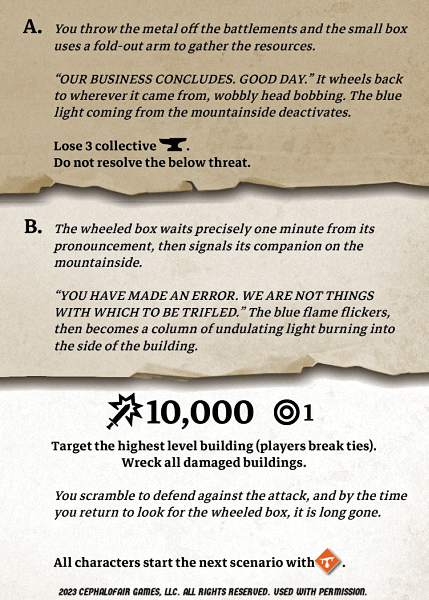 A. You throw the metal off the battlements and the small box
uses a fold-out arm to gather the resources.
“OUR BUSINESS CONCLUDES. GOOD DAY.” It wheels back
to wherever it came from, wobbly head bobbing. The blue
light coming from the mountainside deactivates.
Lose 3 collective .
Do not resolve the below threat.
B. The wheeled box waits precisely one minute from its
pronouncement, then signals its companion on the
mountainside.
“YOU HAVE MADE AN ERROR. WE ARE NOT THINGS
WITH WHICH TO BE TRIFLED.” The blue flame flickers,
then becomes a column of undulating light burning into
the side of the building.
10,000 1
Target the highest level building (players break ties).
Wreck all damaged buildings.
You scramble to defend against the attack, and by the time
you return to look for the wheeled box, it is long gone.
All characters start the next scenario with .
2023 CEPHALOFAIR GAMES, LLC. ALL RIGHTS RESERVED. USED WITH PERMISSION.